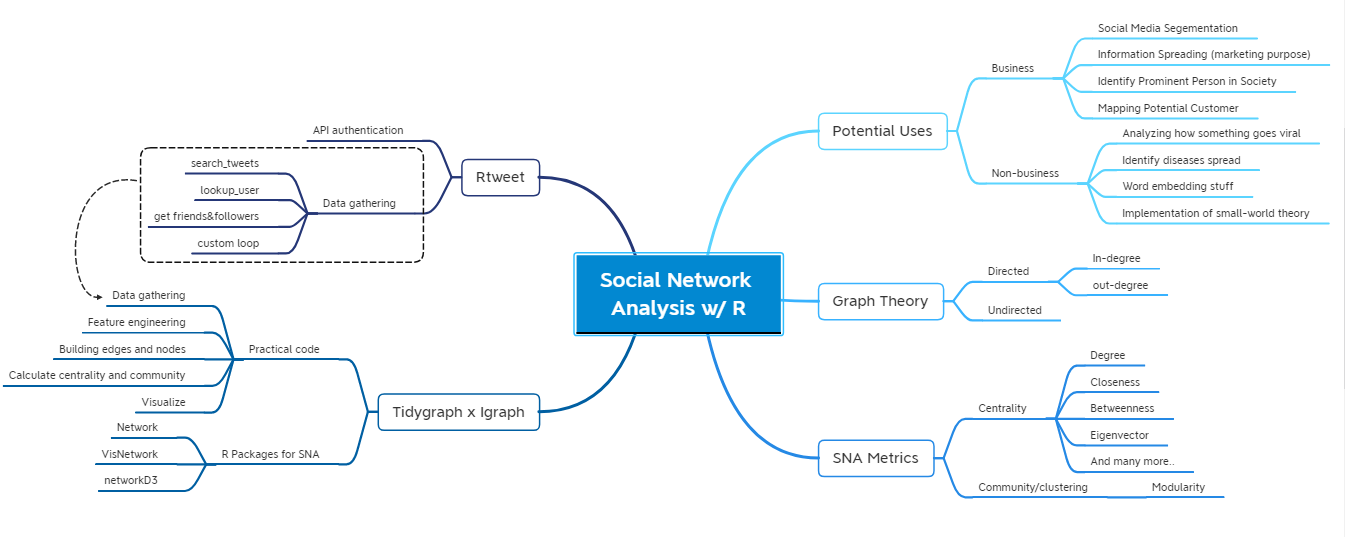 Social Network
Analysis w/ R
Potential Uses
Business
Social Media Segementation
Information Spreading (marketing purpose)
Identify Prominent Person in Society
Mapping Potential Customer
Non-business
Analyzing how something goes viral
Identify diseases spread
Word embedding stuff
Implementation of small-world theory
Graph Theory
Directed
In-degree
out-degree
Undirected
SNA Metrics
Centrality
Degree
Closeness
Betweenness
Eigenvector
And many more..
Community/clustering
Modularity
Rtweet
API authentication
Data gathering
search_tweets
lookup_user
get friends&followers
custom loop
Tidygraph x Igraph
Practical code
Data gathering
Feature engineering
Building edges and nodes
Calculate centrality and community
Visualize
R Packages for SNA
Network
VisNetwork
networkD3